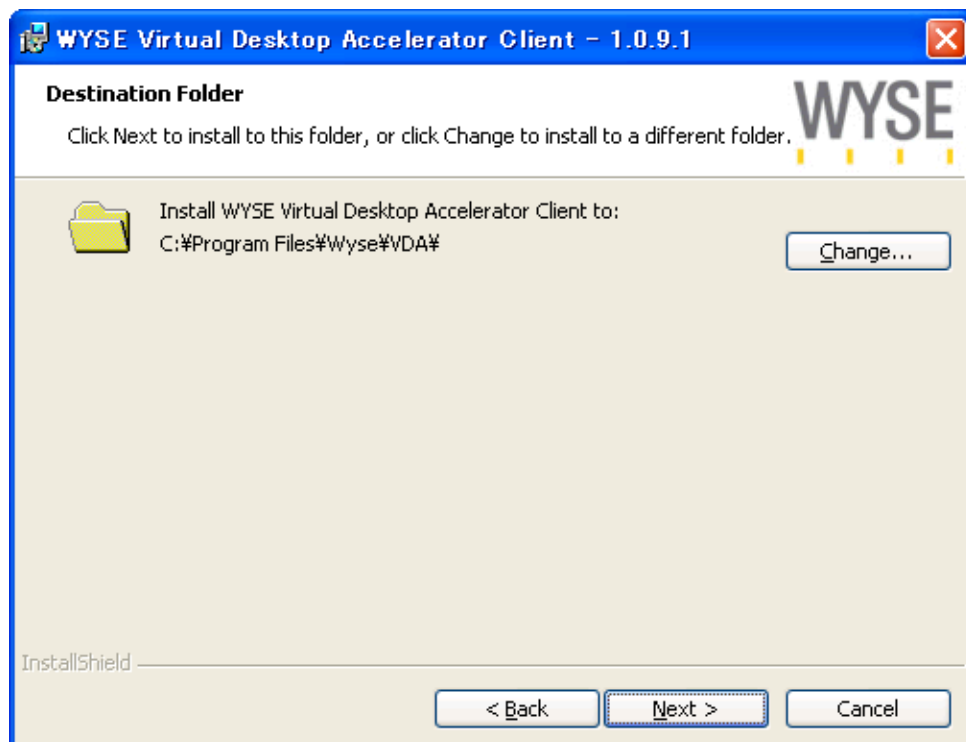 WYSE Virtual Desktop Accelerator Client - 1.0.9.1
Destination Folder
Click Next to install to this folder, or click Change to install to a different folder.
WYSE
Install WYSE Virtual Desktop Accelerator Client to:
C:¥Program Files¥Wyse¥VDA¥
Change...
InstallShield
< Back
Next >
Cancel